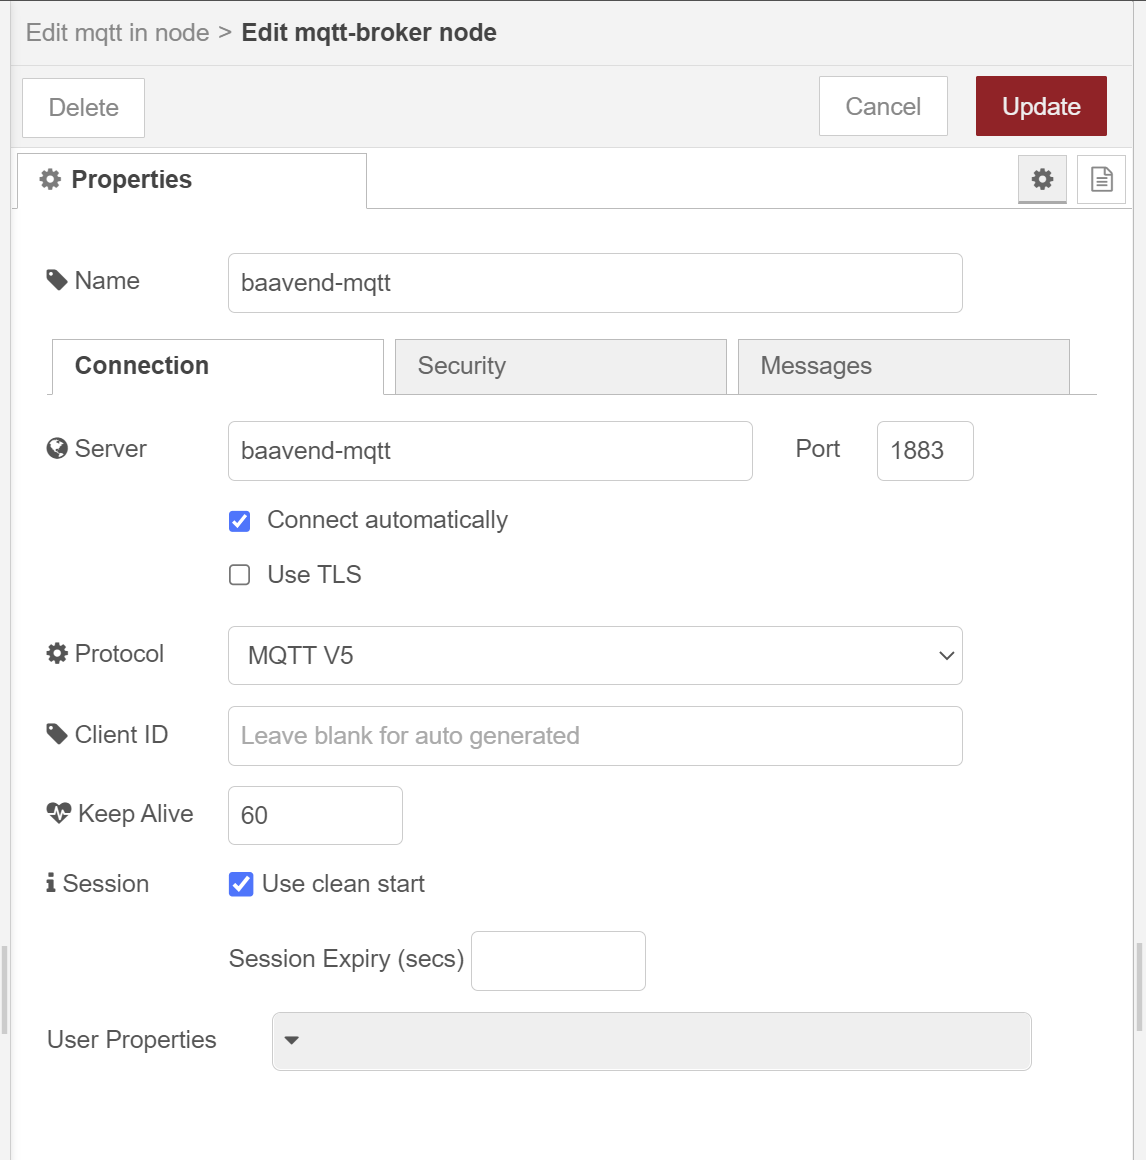 Edit mqtt in node > Edit mqtt-broker node
Delete
Cancel
Update
Properties
Name
baavend-mqtt
Connection
Security
Messages
Server
baavend-mqtt
Port
1883
Connect automatically
Use TLS
Protocol
MQTT V5
Client ID
Leave blank for auto generated
Keep Alive
60
Session
Use clean start
Session Expiry (secs)
User Properties